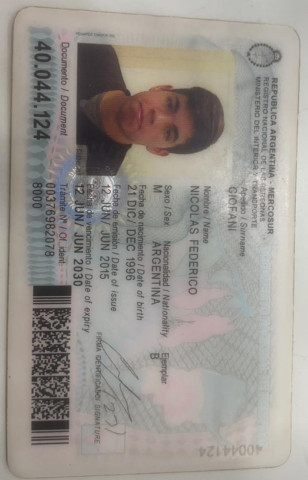 REPUBLICA ARGENTINA - MERCOSUR
REGISTRO NACIONAL DE LAS PERSONAS
MINISTERIO DEL INTERIOR Y TRANSPORTE
Apellido / Surname
GIOFANI
Nombre / Name
NICOLAS FEDERICO
Sexo / Sex
Nacionalidad / Nationality
Ejemplar
M
ARGENTINA
B
Fecha de nacimiento / Date of birth
21 DIC/ DEC 1996
Fecha de emisión / Date of issue
12 JUN/ JUN 2015
Fecha de vencimiento / Date of expiry
12 JUN/ JUN 2030
FIRMA IDENTIFICADO / SIGNATURE
Documento / Document
40.044.124
Trámite Nº / Of. ident.
00376982078
8900
40044124